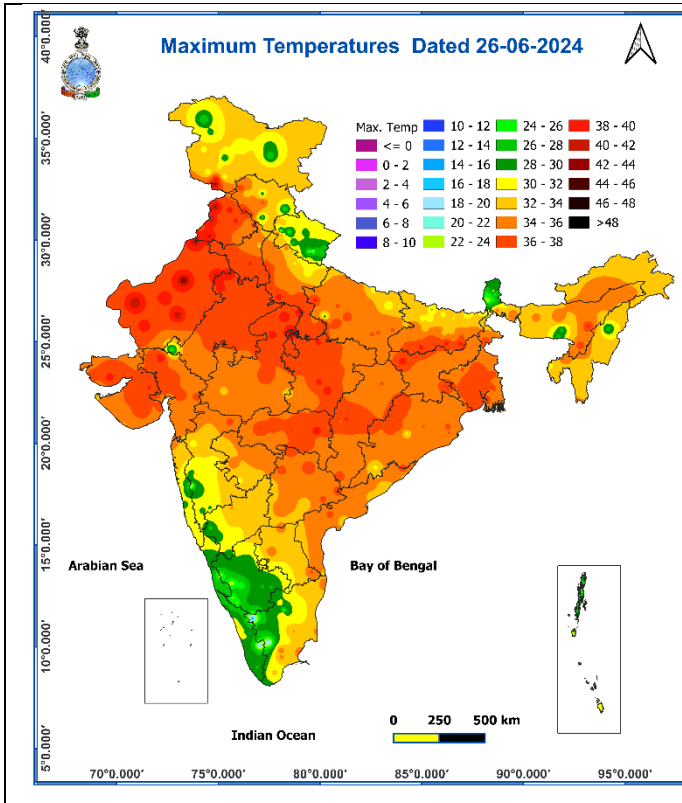 Maximum Temperatures Dated 26-06-2024
Max. Temp
<= 0
0 - 2
2 - 4
4 - 6
6 - 8
8 - 10
10 - 12
12 - 14
14 - 16
16 - 18
18 - 20
20 - 22
22 - 24
24 - 26
26 - 28
28 - 30
30 - 32
32 - 34
34 - 36
36 - 38
38 - 40
40 - 42
42 - 44
44 - 46
46 - 48
>48
40°0.000'
35°0.000'
30°0.000'
25°0.000'
20°0.000'
15°0.000'
10°0.000'
5°0.000'
Arabian Sea
Bay of Bengal
Indian Ocean
0 250 500 km
70°0.000' 75°0.000' 80°0.000' 85°0.000' 90°0.000' 95°0.000'